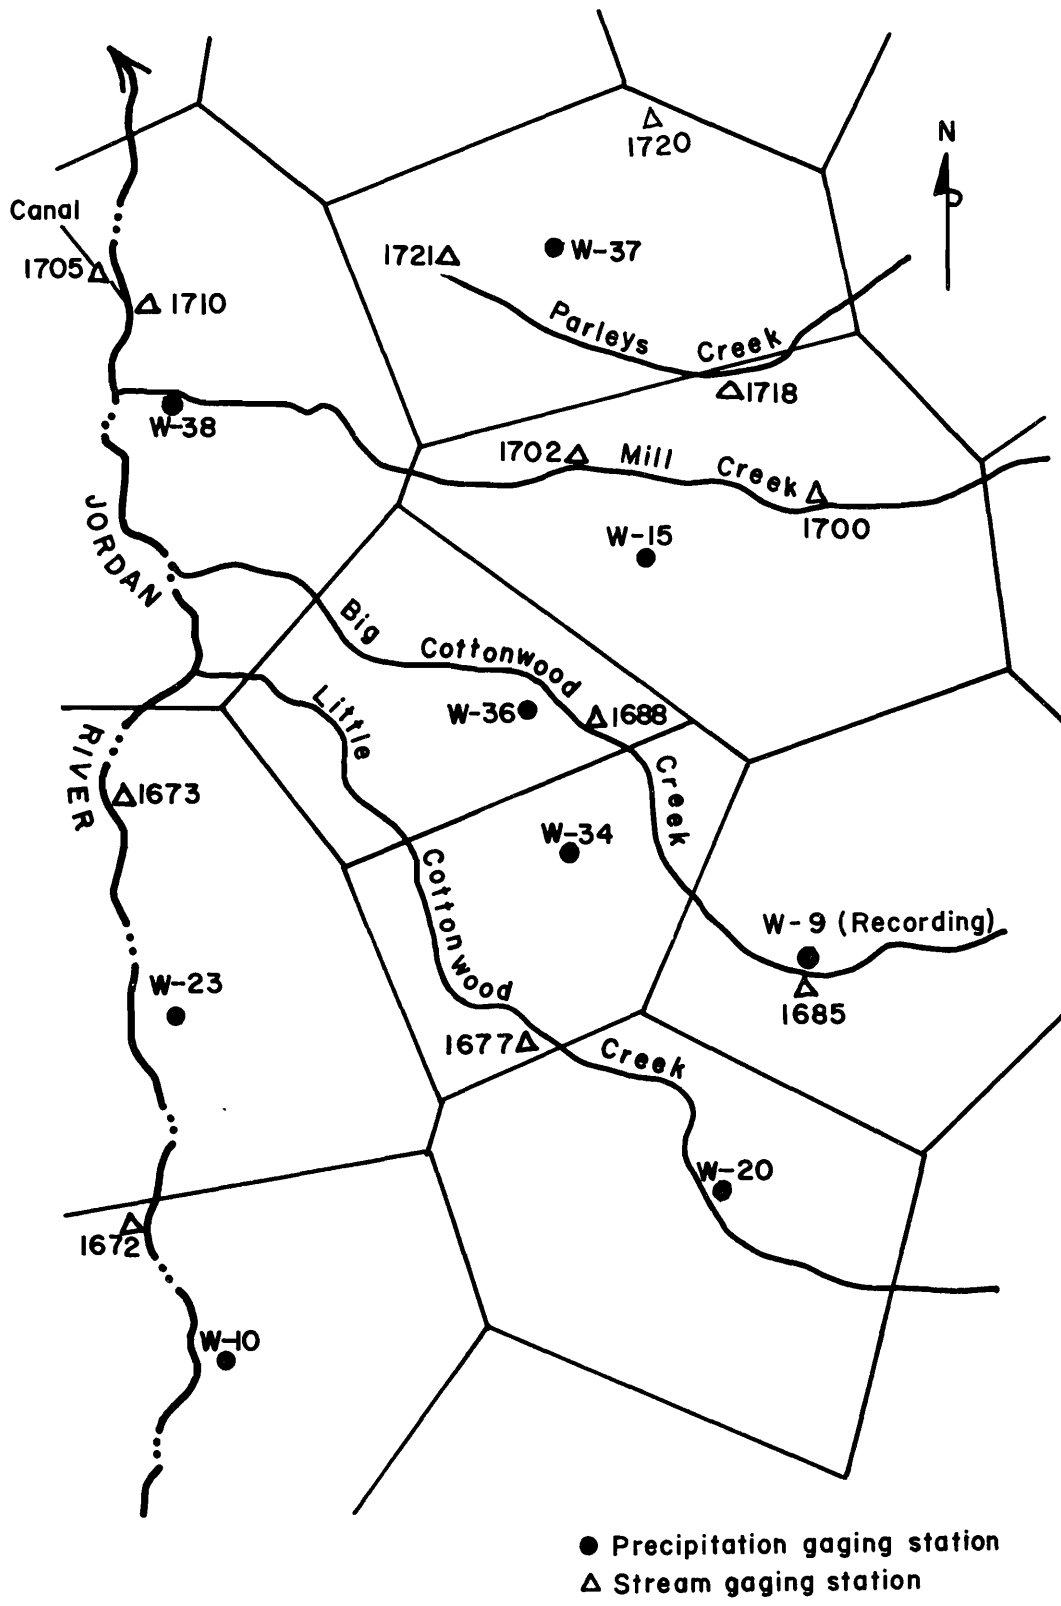 N
1720
Canal
1721
W-37
1705
1710
Parleys Creek
1718
W-38
1702
Mill Creek
1700
W-15
JORDAN RIVER
Big Cottonwood Creek
Little Cottonwood Creek
W-36
1688
1673
W-34
W-9 (Recording)
W-23
1685
1677
W-20
1672
W-10
Precipitation gaging station
Stream gaging station